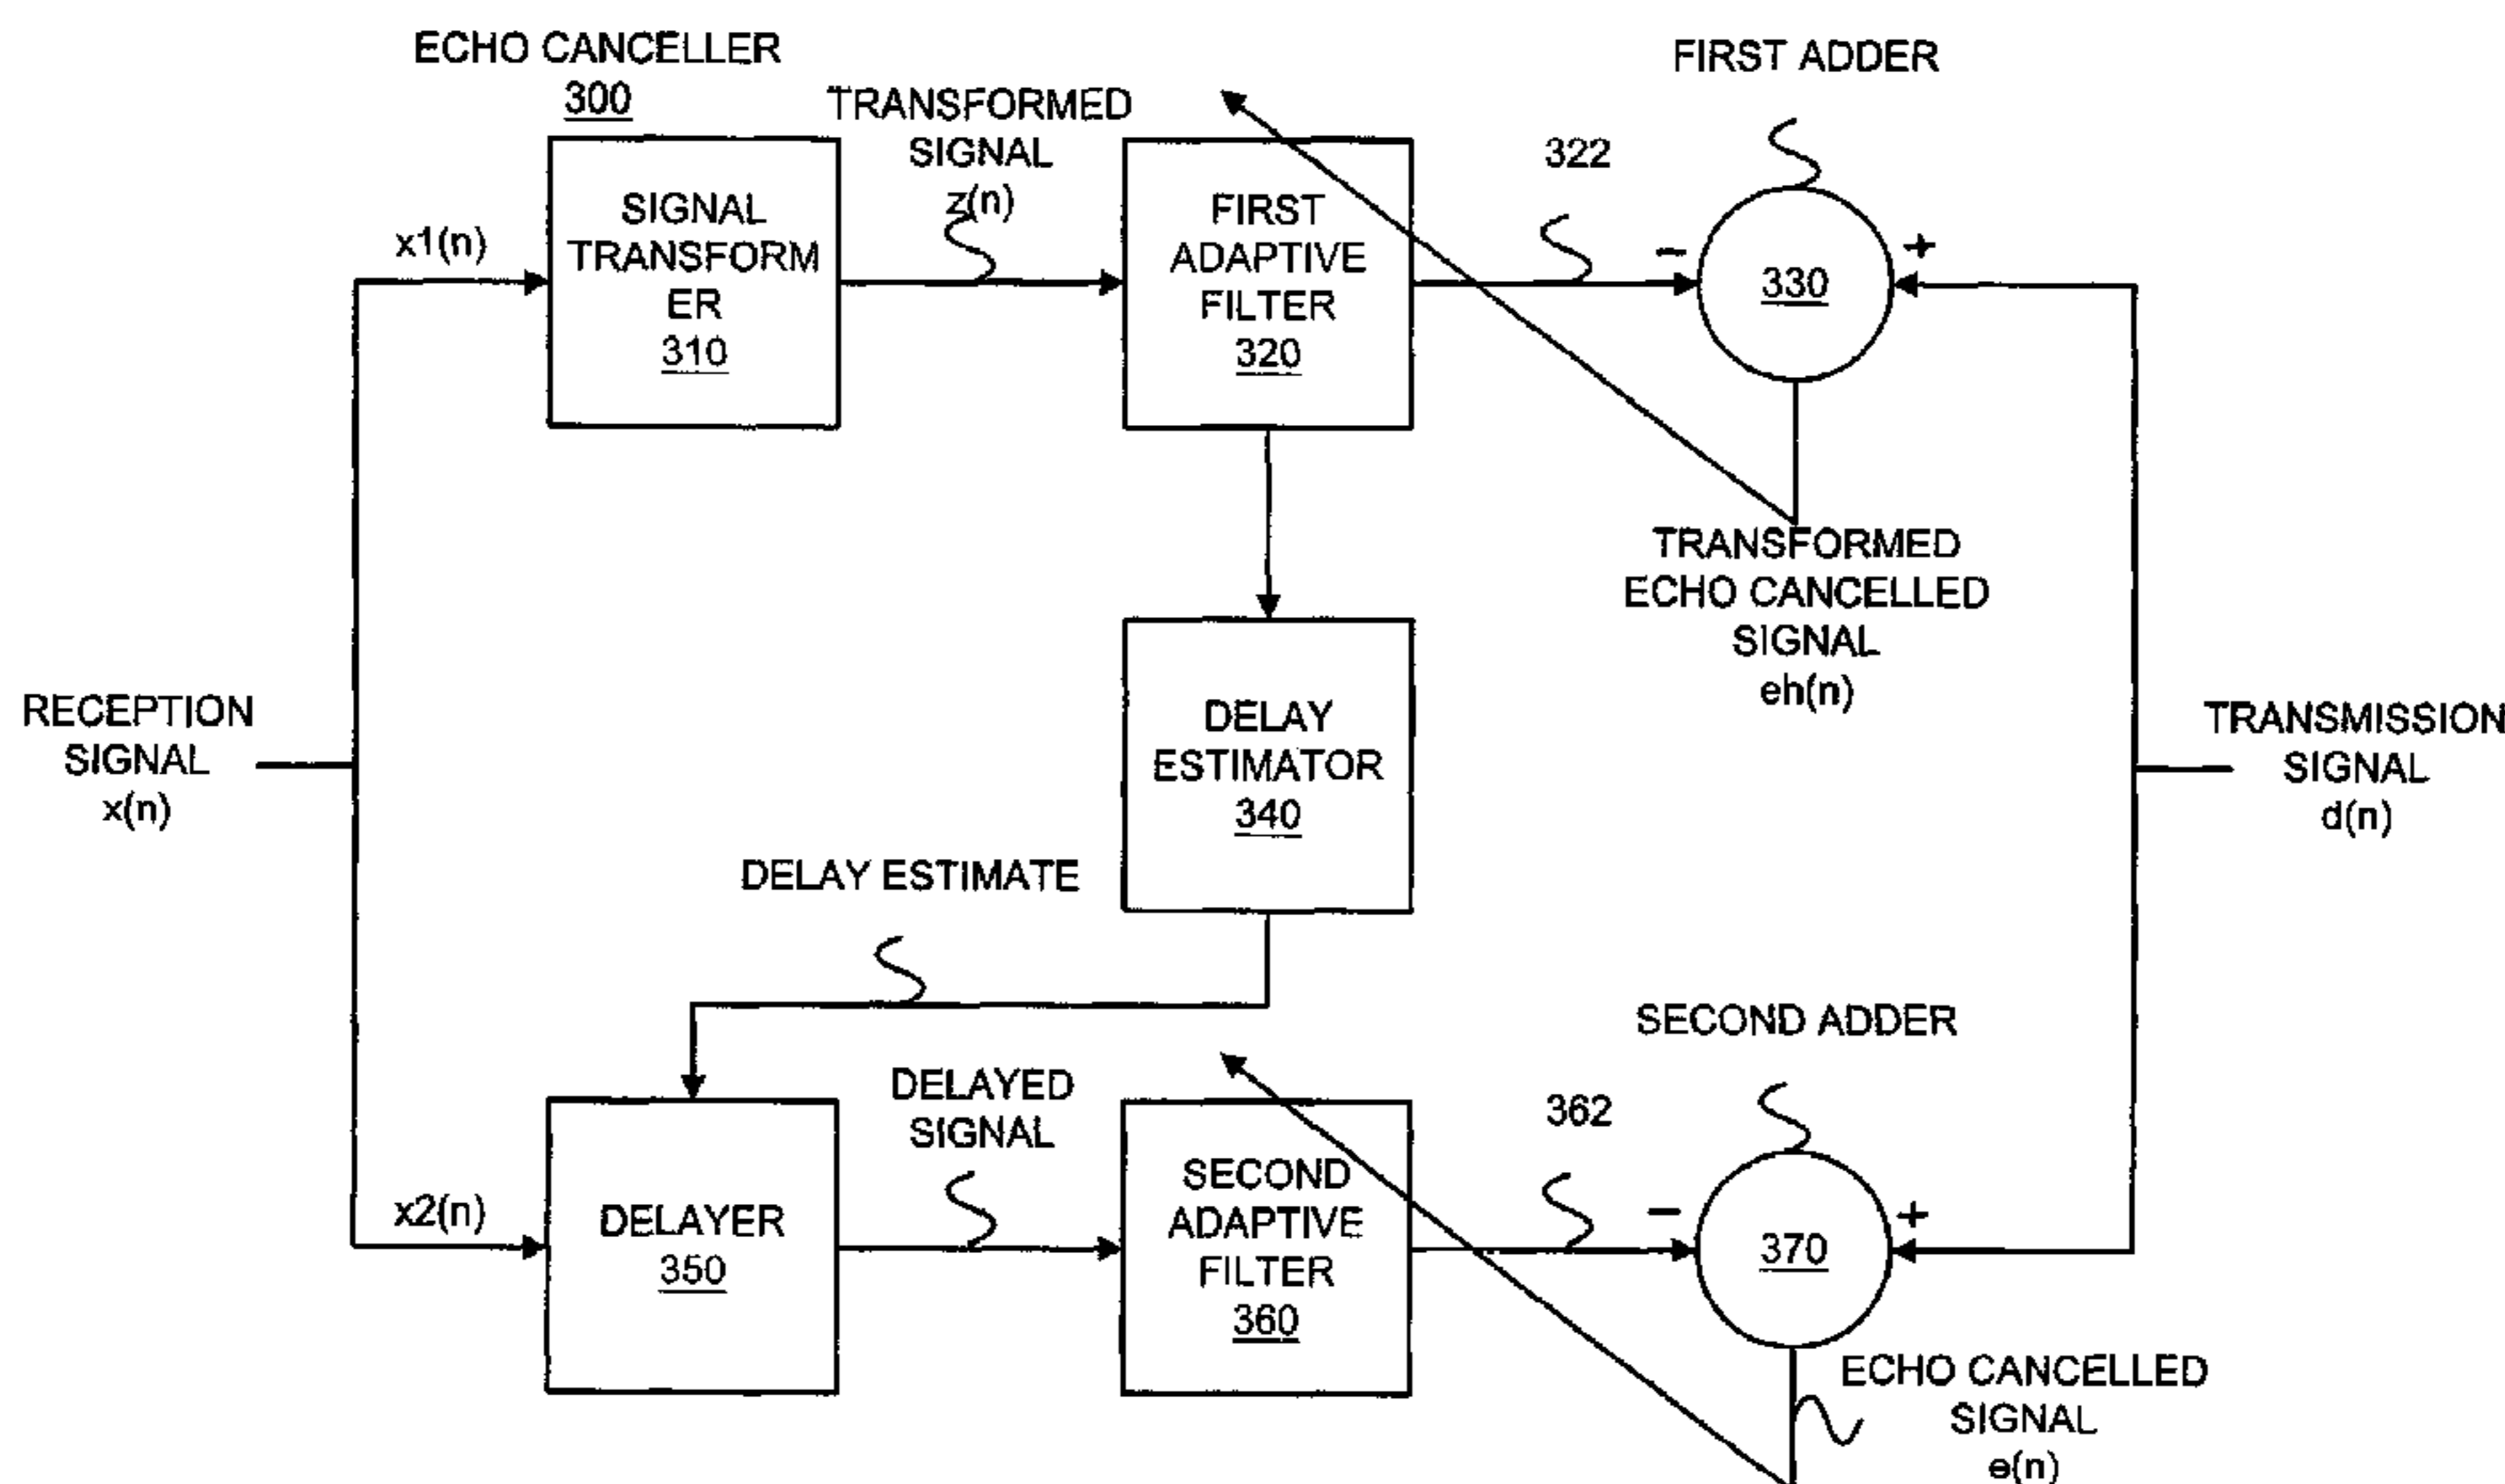 ECHO CANCELLER
300
FIRST ADDER
TRANSFORMED
SIGNAL
z(n)
322
x1(n)
SIGNAL
TRANSFORM
ER
310
FIRST
ADAPTIVE
FILTER
320
-
330
+
TRANSFORMED
ECHO CANCELLED
SIGNAL
eh(n)
RECEPTION
SIGNAL
x(n)
DELAY
ESTIMATOR
340
TRANSMISSION
SIGNAL
d(n)
DELAY ESTIMATE
SECOND ADDER
DELAYED
SIGNAL
362
x2(n)
DELAYER
350
SECOND
ADAPTIVE
FILTER
360
-
370
+
ECHO CANCELLED
SIGNAL
e(n)